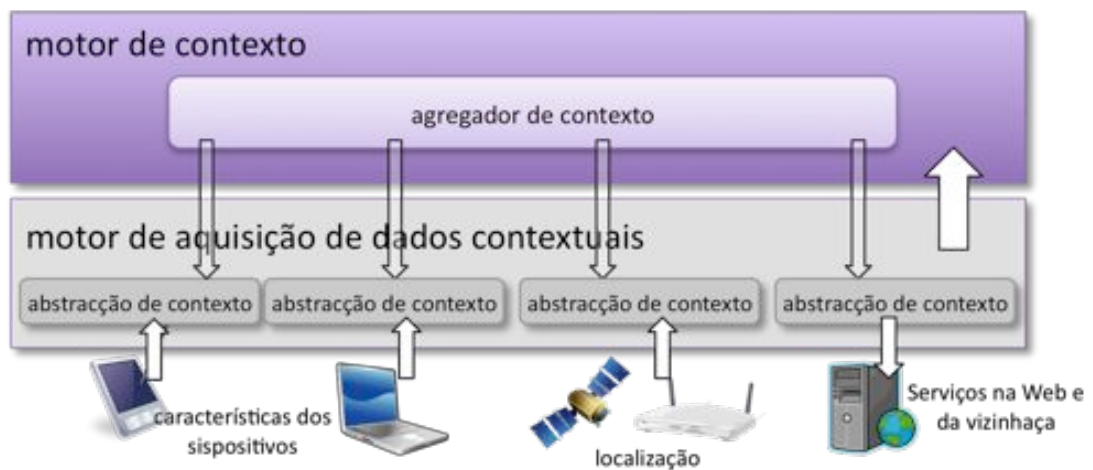 motor de contexto
agregador de contexto
motor de aquisição de dados contextuais
abstracção de contexto
abstracção de contexto
abstracção de contexto
abstracção de contexto
características dos
sispositivos
localização
Serviços na Web e
da vizinhaça